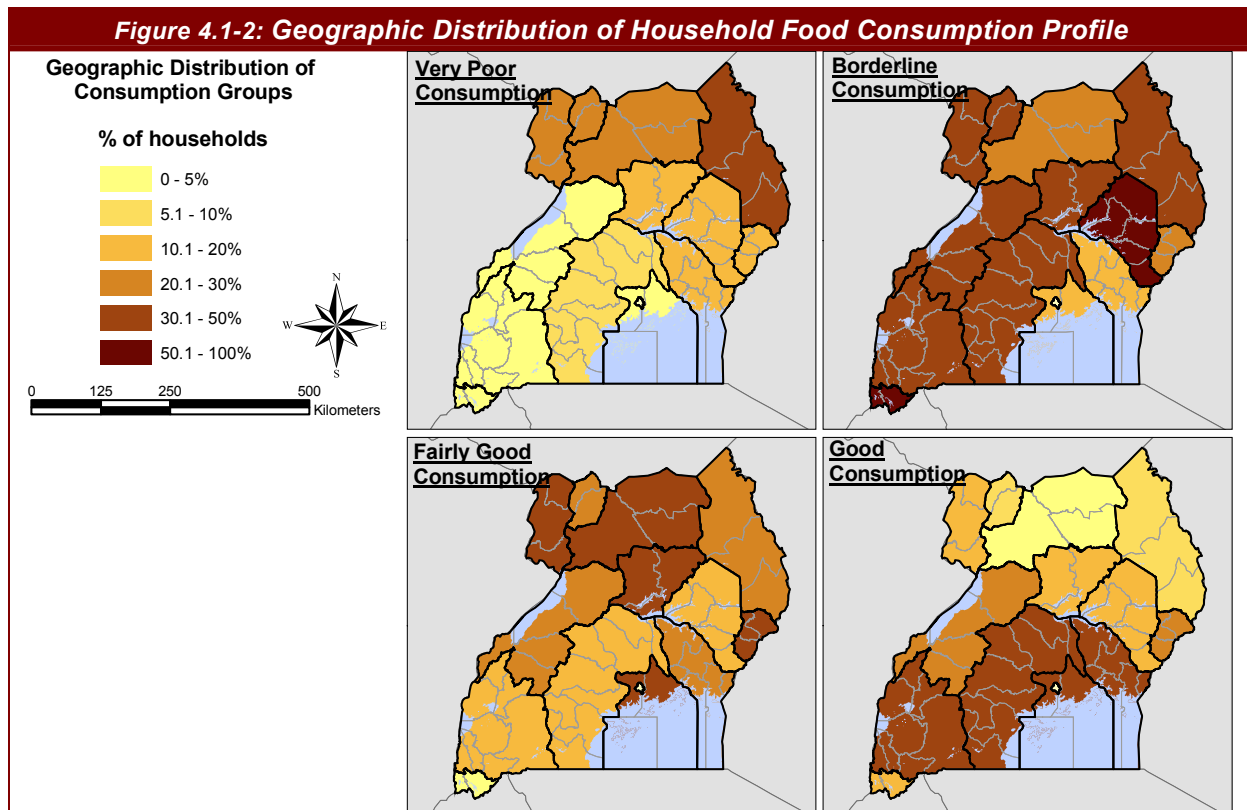 Figure 4.1-2: Geographic Distribution of Household Food Consumption Profile
Geographic Distribution of
Consumption Groups
% of households
0 - 5%
5.1 - 10%
10.1 - 20%
20.1 - 30%
30.1 - 50%
50.1 - 100%
N
W
E
S
0
125
250
500
Kilometers
Very Poor
Consumption
Borderline
Consumption
Fairly Good
Consumption
Good
Consumption